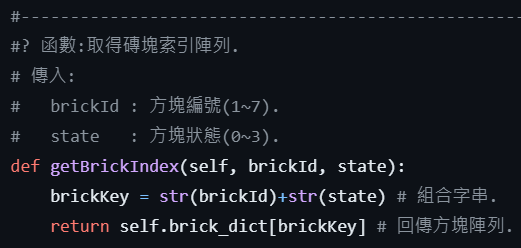 #-------------------------------------------------------
#? 函數:取得磚塊索引陣列.
# 傳入:
#   brickId : 方塊編號(1~7).
#   state   : 方塊狀態(0~3).
def getBrickIndex(self, brickId, state):
    brickKey = str(brickId)+str(state) # 組合字串.
    return self.brick_dict[brickKey] # 回傳方塊陣列.